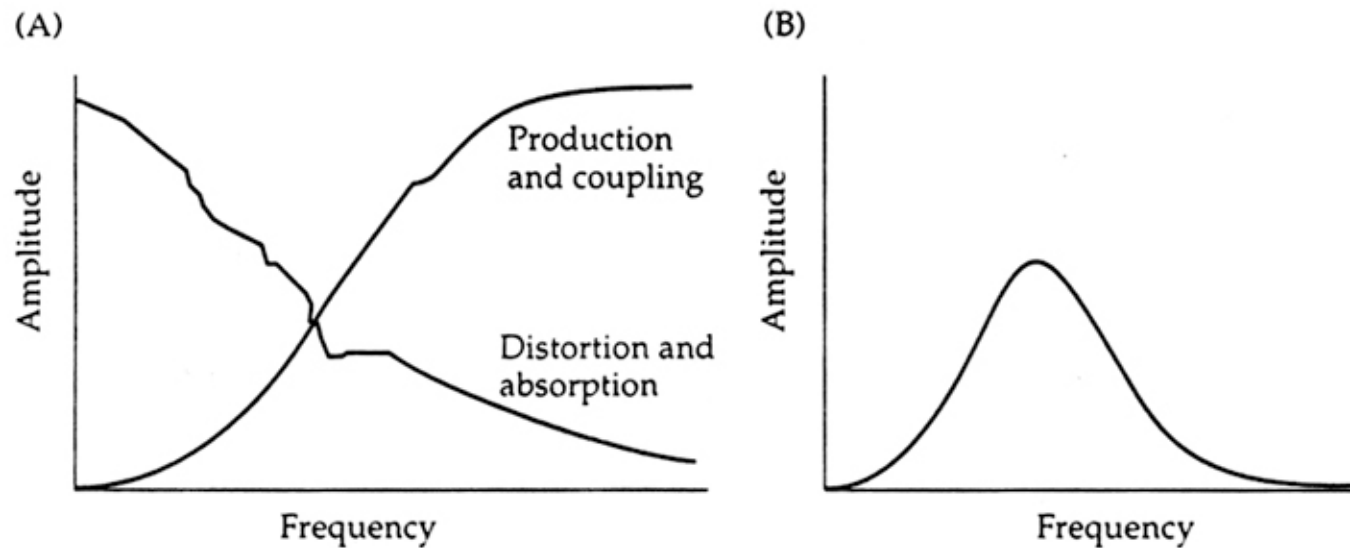 (A)
Amplitude
Production
and coupling
Distortion and
absorption
Frequency
(B)
Amplitude
Frequency